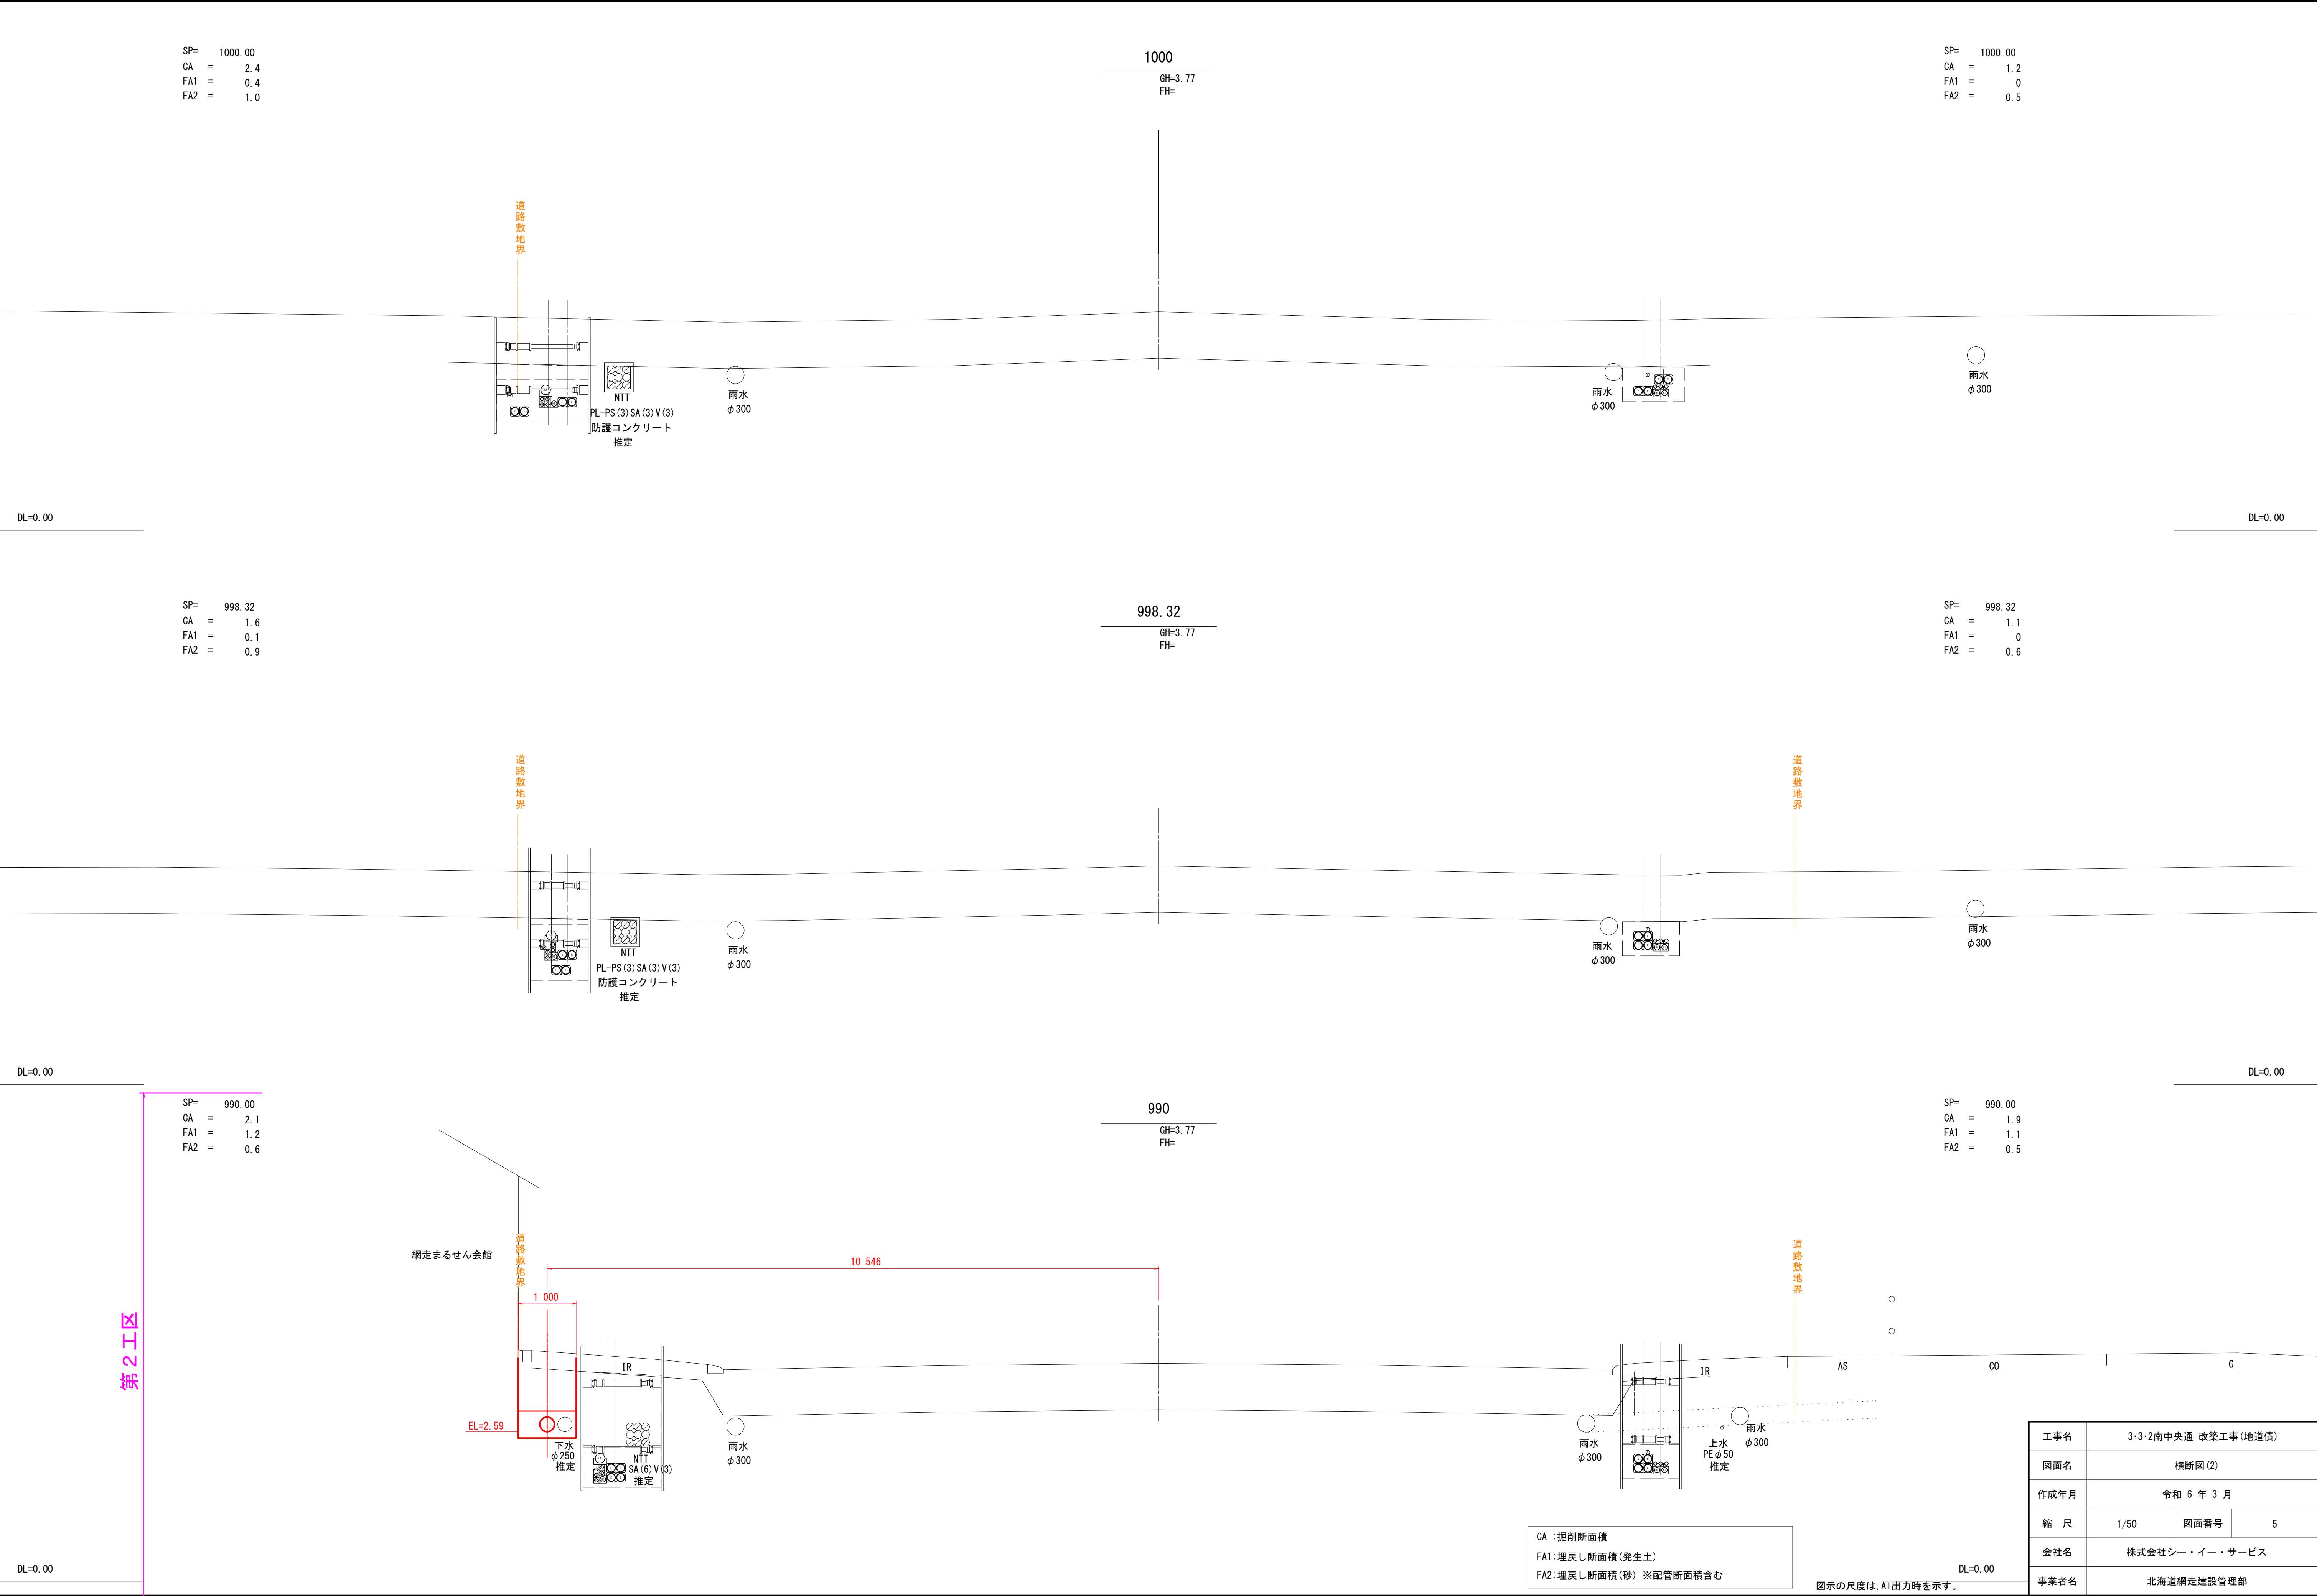 SP= 1000.00
CA = 2.4
FA1 = 0.4
FA2 = 1.0
1000
GH=3.77
FH=
SP= 1000.00
CA = 1.2
FA1 = 0
FA2 = 0.5
道路敷地界
NTT
PL-PS(3)SA(3)V(3)
防護コンクリート
推定
雨水
φ300
雨水
φ300
雨水
φ300
DL=0.00
DL=0.00
SP= 998.32
CA = 1.6
FA1 = 0.1
FA2 = 0.9
998.32
GH=3.77
FH=
SP= 998.32
CA = 1.1
FA1 = 0
FA2 = 0.6
道路敷地界
道路敷地界
NTT
PL-PS(3)SA(3)V(3)
防護コンクリート
推定
雨水
φ300
雨水
φ300
雨水
φ300
DL=0.00
DL=0.00
第2工区
SP= 990.00
CA = 2.1
FA1 = 1.2
FA2 = 0.6
990
GH=3.77
FH=
SP= 990.00
CA = 1.9
FA1 = 1.1
FA2 = 0.5
網走まるせん会館
道路敷地界
10 546
1 000
道路敷地界
IR
IR
AS
CO
G
EL=2.59
下水
φ250
推定
NTT
SA(6)V(3)
推定
雨水
φ300
雨水
φ300
上水
PEφ50
推定
雨水
φ300
CA :掘削断面積
FA1:埋戻し断面積(発生土)
FA2:埋戻し断面積(砂) ※配管断面積含む
DL=0.00
DL=0.00
図示の尺度は,A1出力時を示す。
工事名 3・3・2南中央通 改築工事(地道債)
図面名 横断図(2)
作成年月 令和 6 年 3 月
縮 尺 1/50 図面番号 5
会社名 株式会社シー・イー・サービス
事業者名 北海道網走建設管理部